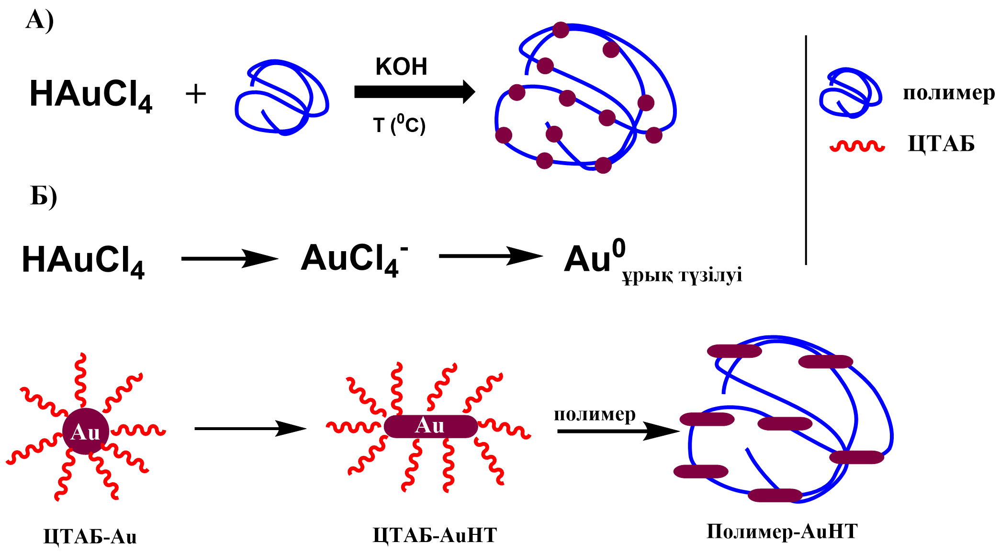 А)
HAuCl4 + KOH
T (⁰C)
полимер
ЦТАБ
Б)
HAuCl4 AuCl4⁻ Au⁰ ұрық түзілуі
Au
Au
полимер
ЦТАБ-Au
ЦТАБ-AuНТ
Полимер-AuНТ